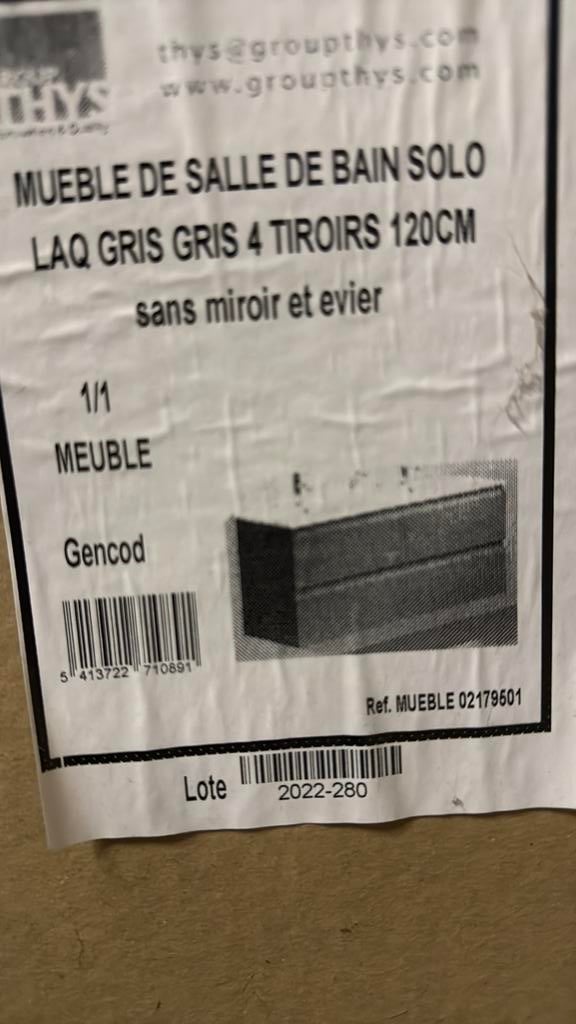 thys@groupthys.com
www.groupthys.com
THYS
MUEBLE DE SALLE DE BAIN SOLO
LAQ GRIS GRIS 4 TIROIRS 120CM
sans miroir et evier
1/1
MEUBLE
Gencod
5 413722 710891
Ref. MUEBLE 02179501
Lote
2022-280